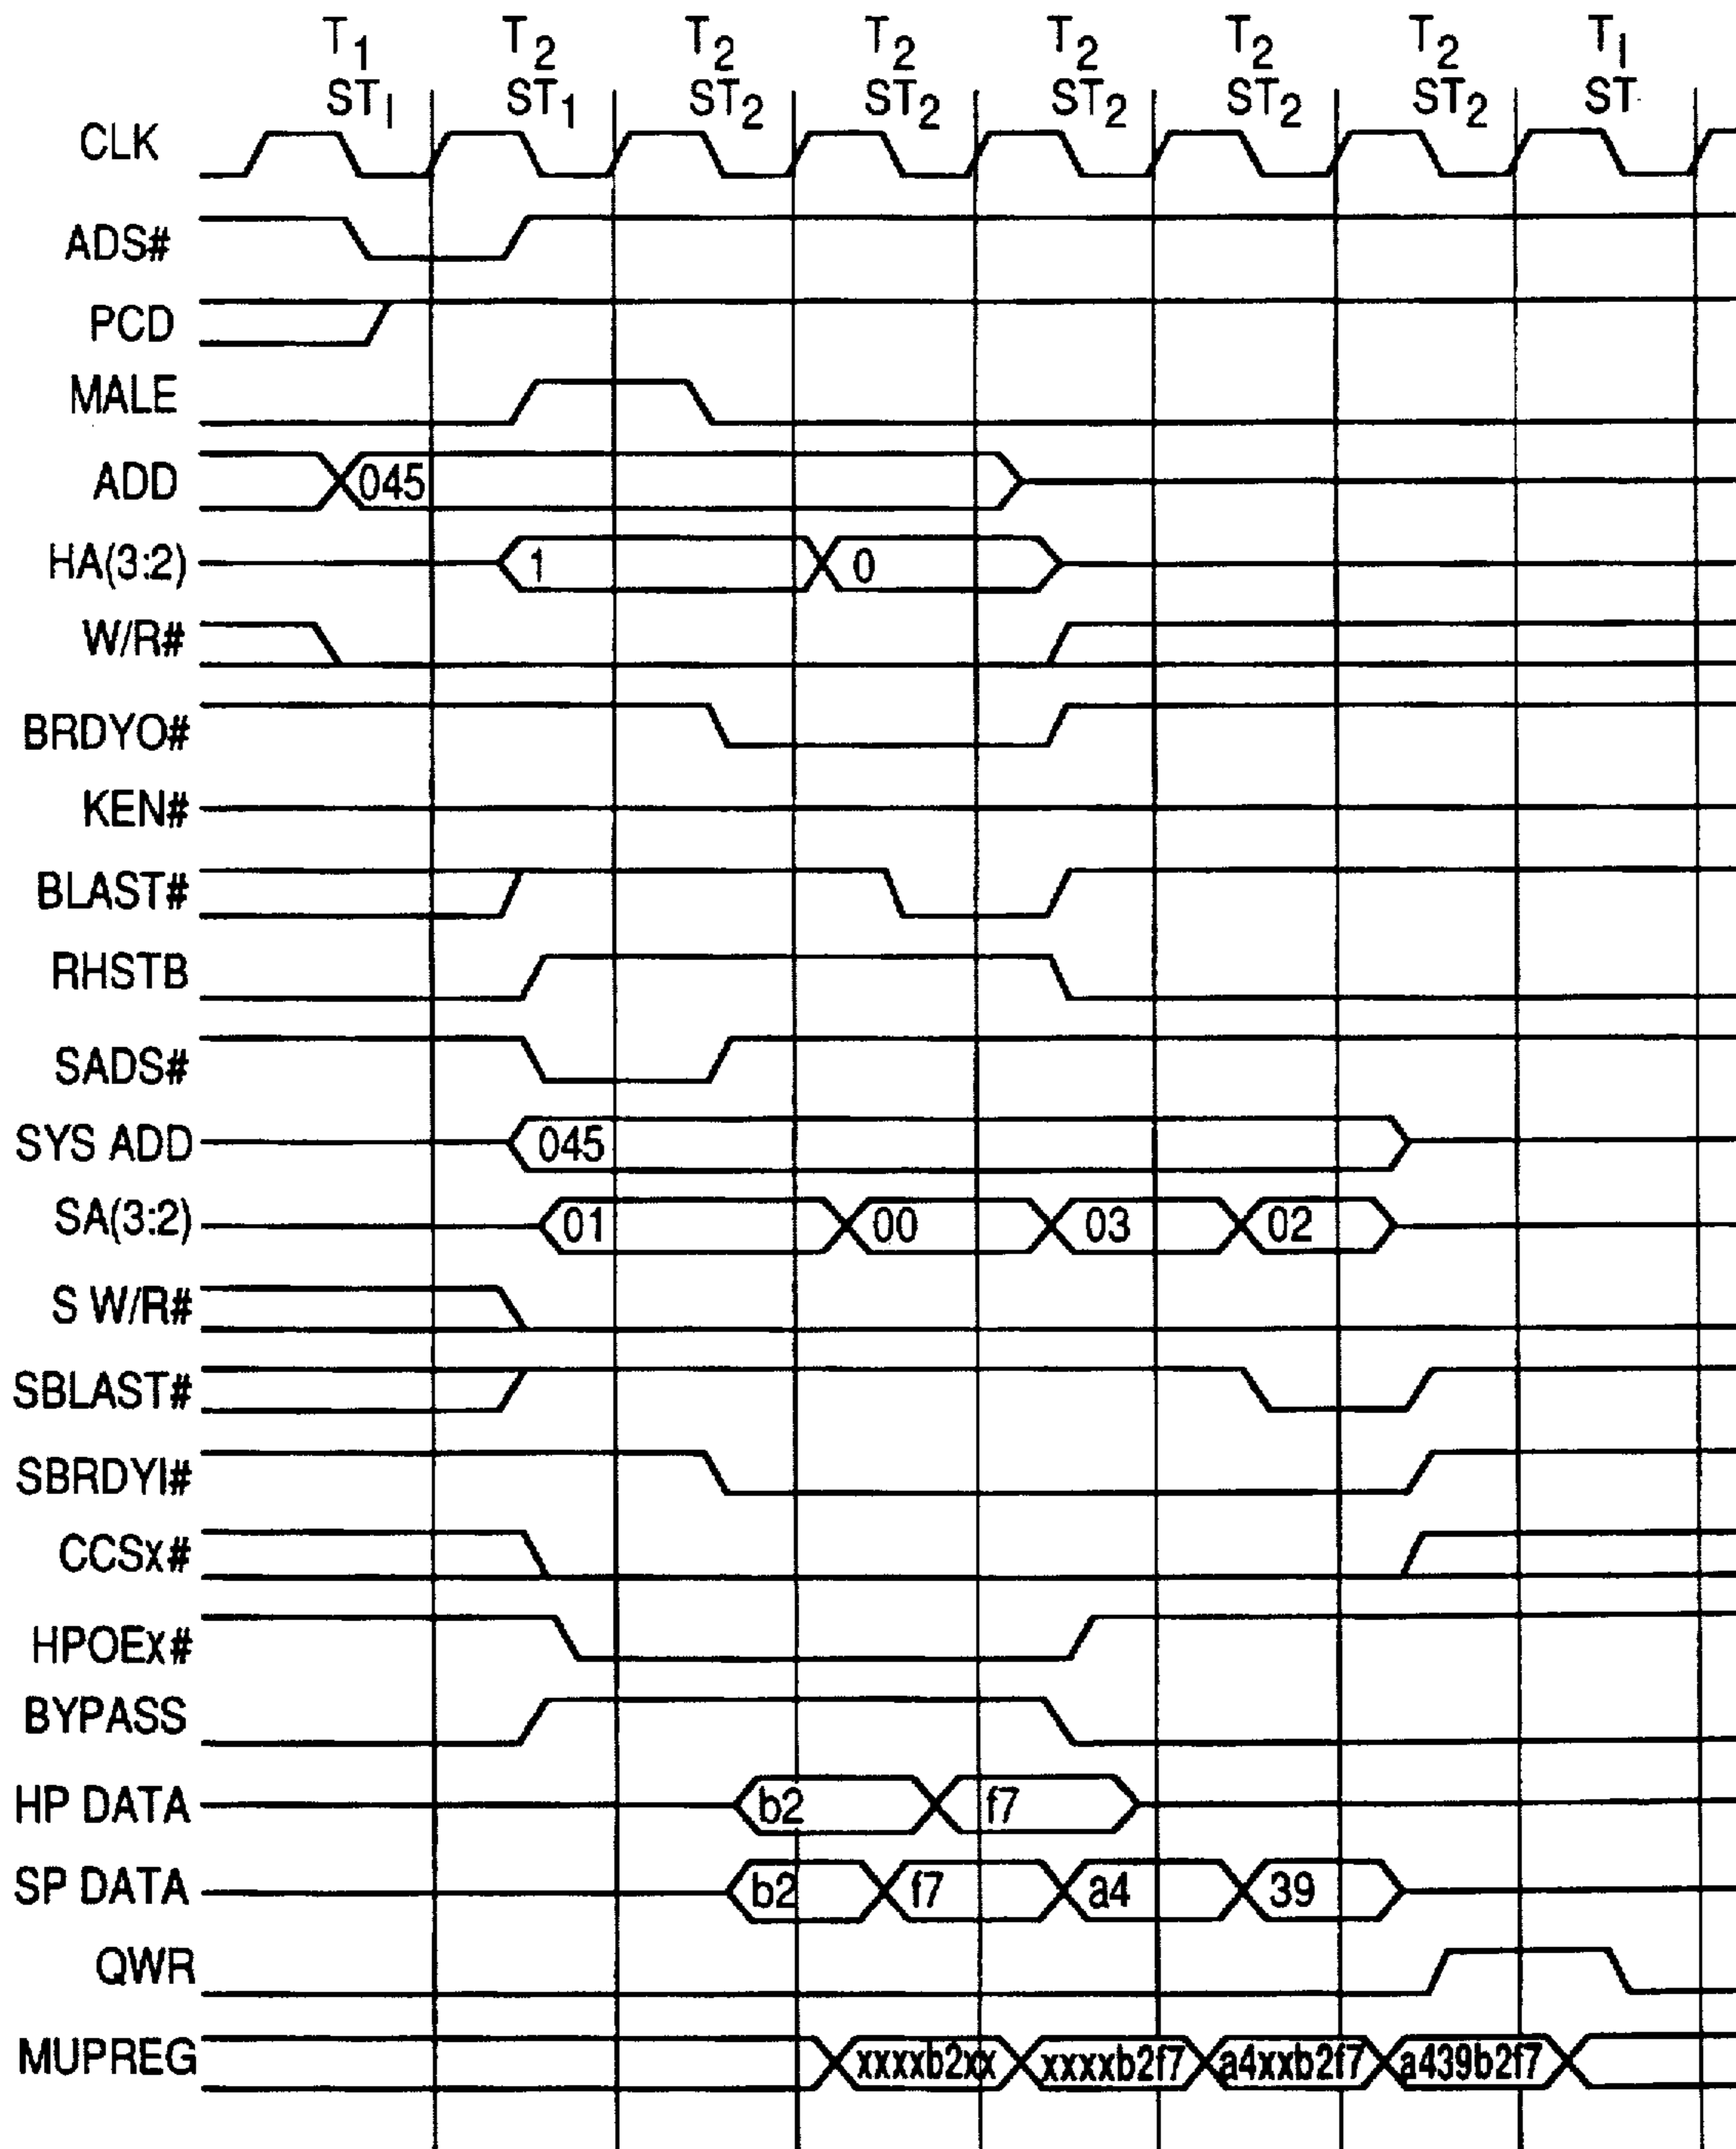 T1 T2 T2 T2 T2 T2 T2 TI
STI ST1 ST2 ST2 ST2 ST2 ST2 ST
CLK
ADS#
PCD
MALE
ADD 045
HA(3:2) 1 0
W/R#
BRDYO#
KEN#
BLAST#
RHSTB
SADS#
SYS ADD 045
SA(3:2) 01 00 03 02
S W/R#
SBLAST#
SBRDYI#
CCSx#
HPOEx#
BYPASS
HP DATA b2 f7
SP DATA b2 f7 a4 39
QWR
MUPREG xxxxb2xx xxxxb2f7 a4xxb2f7 a439b2f7